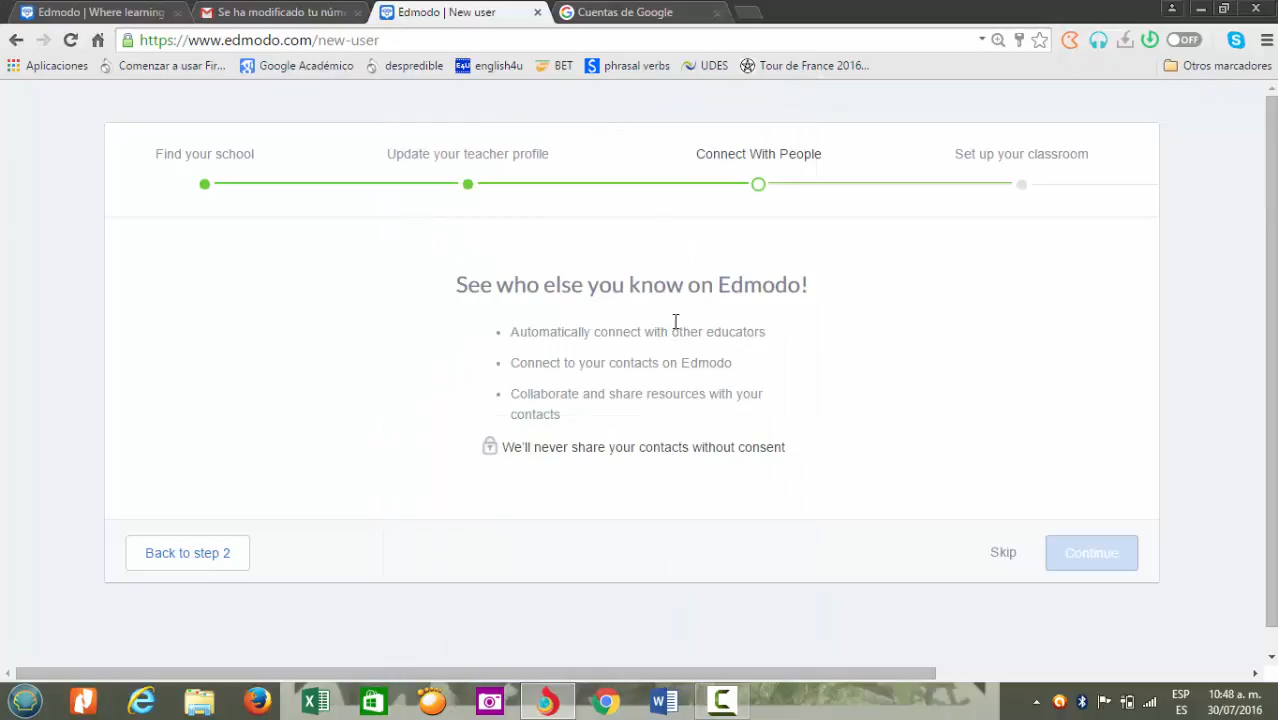 Edmodo | Where learning
Se ha modificado tu núme
Edmodo | New user
Cuentas de Google
https://www.edmodo.com/new-user
OFF
Aplicaciones
Comenzar a usar Fir...
Google Académico
despredible
E4U
english4u
BET
phrasal verbs
UDES
Tour de France 2016...
Otros marcadores
Find your school
Update your teacher profile
Connect With People
Set up your classroom
See who else you know on Edmodo!
Automatically connect with other educators
Connect to your contacts on Edmodo
Collaborate and share resources with your
contacts
We'll never share your contacts without consent
Back to step 2
Skip
Continue
ESP
10:48 a. m.
ES
30/07/2016